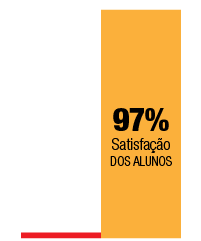 97%
Satisfação
DOS ALUNOS